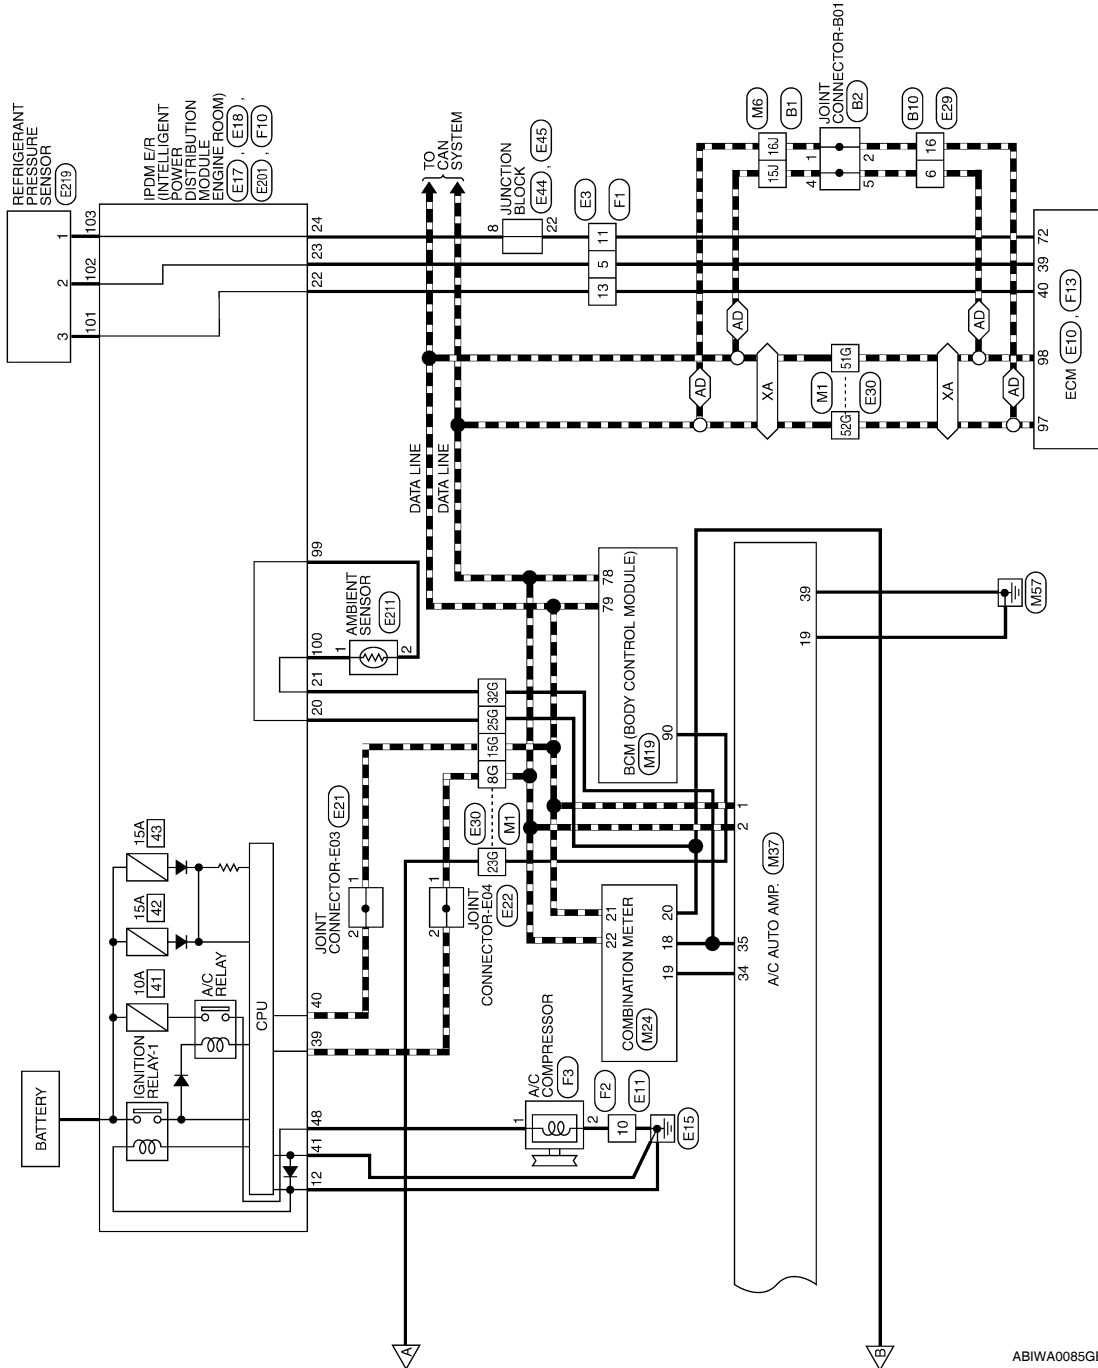 REFRIGERANT
PRESSURE
SENSOR
E219
1
2
3
103
102
101
IPDM E/R
(INTELLIGENT
POWER
DISTRIBUTION
MODULE
ENGINE ROOM)
E17 , E18 ,
E201 , F10
24
23
22
TO
CAN
SYSTEM
8
JUNCTION
BLOCK
E44 , E45
22
E3
F1
11
5
13
M6
B1
16J
15J
JOINT
CONNECTOR-B01
B2
1
4
2
5
B10
E29
16
6
72
39
40
98
97
ECM E10 , F13
AD
AD
AD
AD
XA
XA
M1
E30
51G
52G
DATA LINE
DATA LINE
99
100
21
20
AMBIENT
SENSOR
E211
1
2
32G
25G
15G
8G
23G
E30
M1
78
79
BCM (BODY CONTROL MODULE)
M19
90
39
19
M57
1
2
35
34
A/C AUTO AMP. M37
COMBINATION METER
M24
21
22
20
18
19
JOINT
CONNECTOR-E03
E21
1
2
JOINT
CONNECTOR-E04
E22
1
2
15A
43
15A
42
10A
41
A/C
RELAY
IGNITION
RELAY-1
CPU
BATTERY
40
39
48
41
12
A/C
COMPRESSOR
F3
1
2
F2
E11
10
E15
A
B
ABIWA0085G